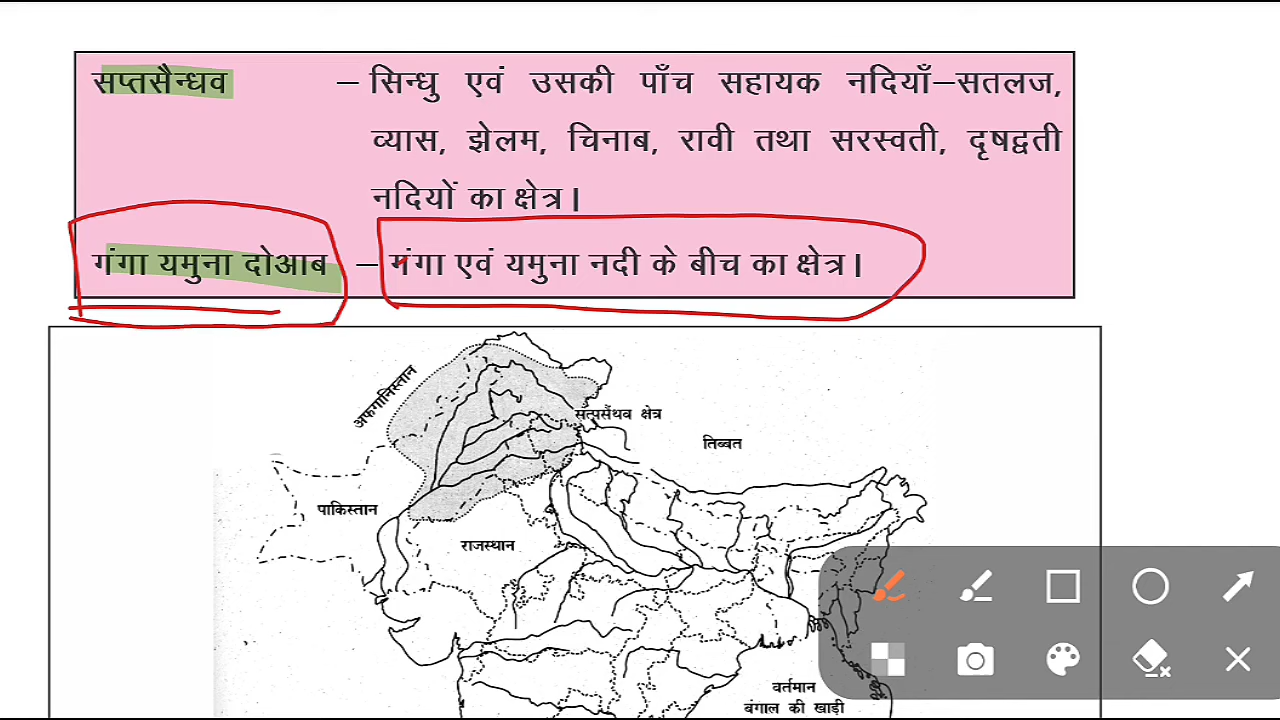 सप्तसैन्धव – सिन्धु एवं उसकी पाँच सहायक नदियाँ–सतलज,
व्यास, झेलम, चिनाब, रावी तथा सरस्वती, दृषद्वती
नदियों का क्षेत्र।
गंगा यमुना दोआब – गंगा एवं यमुना नदी के बीच का क्षेत्र।
अफगानिस्तान
सप्तसैंधव क्षेत्र
तिब्बत
पाकिस्तान
राजस्थान
वर्तमान
बंगाल की खाड़ी